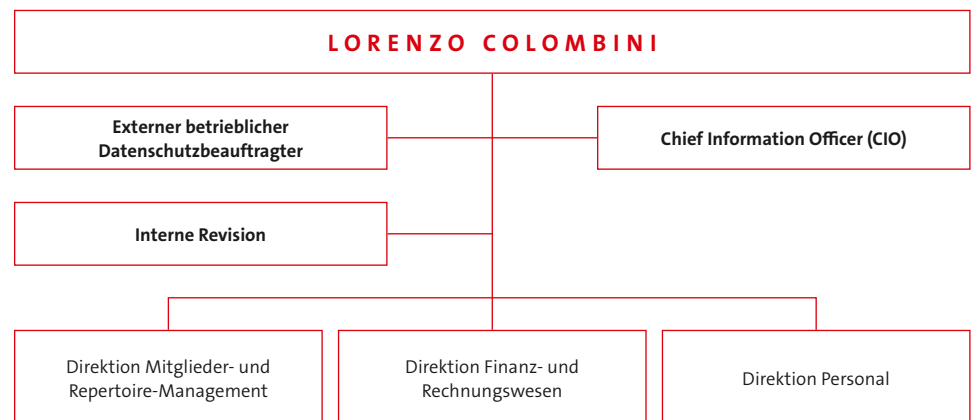 LORENZO COLOMBINI
Externer betrieblicher
Datenschutzbeauftragter
Chief Information Officer (CIO)
Interne Revision
Direktion Mitglieder- und
Repertoire-Management
Direktion Finanz- und
Rechnungswesen
Direktion Personal